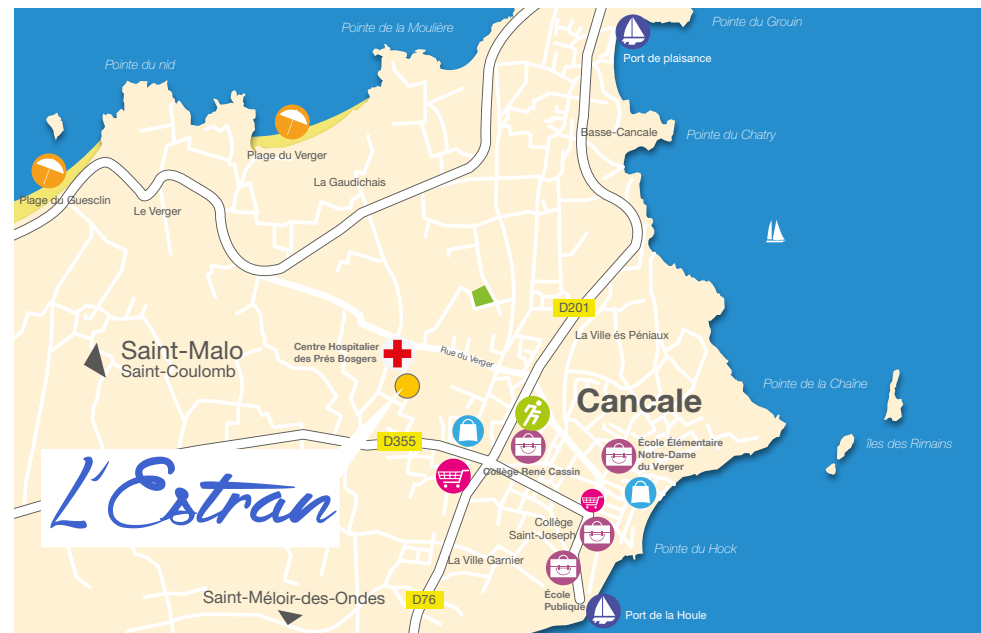 Pointe du Grouin
Pointe de la Moulière
Port de plaisance
Pointe du nid
Basse-Cancale
Pointe du Chatry
Plage du Verger
La Gaudichais
Plage du Guesclin
Le Verger
D201
La Ville és Péniaux
Centre Hospitalier
des Prés Bosgers
Rue du Verger
Saint-Malo
Saint-Coulomb
Pointe de la Chaîne
Cancale
D355
École Élémentaire
Notre-Dame
du Verger
îles des Rimains
Collège René Cassin
L'Estran
Collège
Saint-Joseph
Pointe du Hock
La Ville Garnier
École
Publique
Saint-Méloir-des-Ondes
D76
Port de la Houle